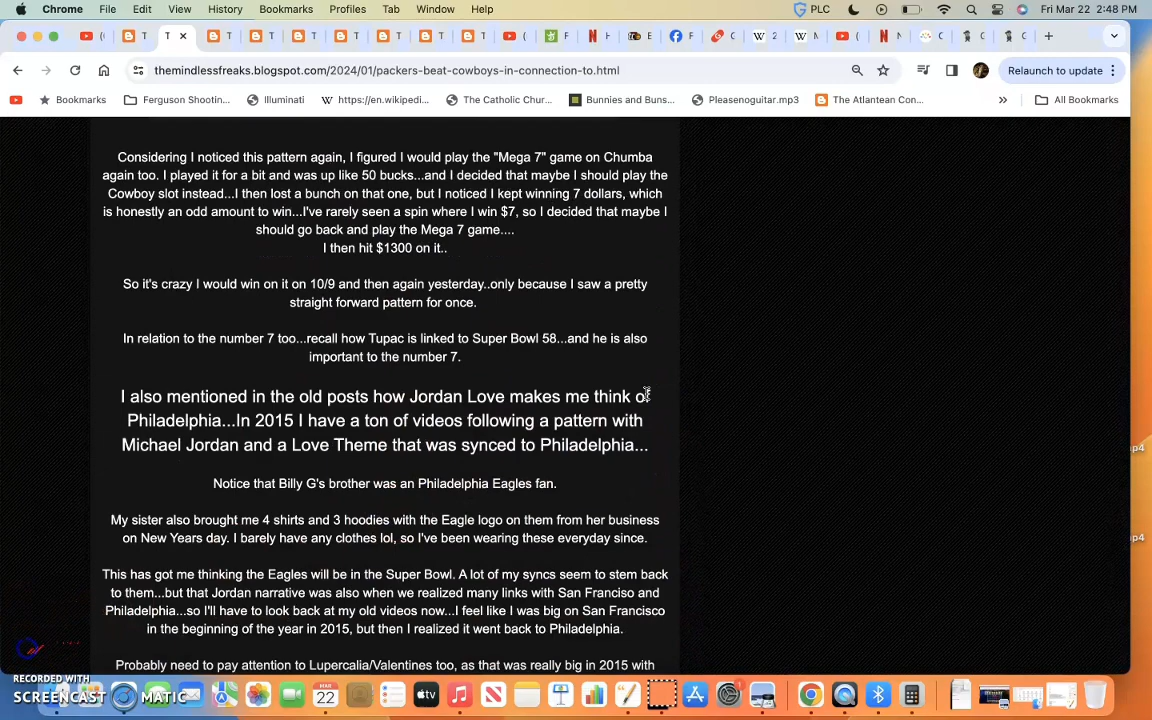 Chrome File Edit View History Bookmarks Profiles Tab Window Help PLC Fri Mar 22 2:48 PM
themindlessfreaks.blogspot.com/2024/01/packers-beat-cowboys-in-connection-to.html Relaunch to update
Bookmarks Ferguson Shootin... Illuminati https://en.wikipedi... The Catholic Chur... Bunnies and Buns... Pleasenoguitar.mp3 The Atlantean Con... » All Bookmarks
Considering I noticed this pattern again, I figured I would play the "Mega 7" game on Chumba
again too. I played it for a bit and was up like 50 bucks...and I decided that maybe I should play the
Cowboy slot instead...I then lost a bunch on that one, but I noticed I kept winning 7 dollars, which
is honestly an odd amount to win...I've rarely seen a spin where I win $7, so I decided that maybe I
should go back and play the Mega 7 game....
I then hit $1300 on it..
So it's crazy I would win on it on 10/9 and then again yesterday..only because I saw a pretty
straight forward pattern for once.
In relation to the number 7 too...recall how Tupac is linked to Super Bowl 58...and he is also
important to the number 7.
I also mentioned in the old posts how Jordan Love makes me think of
Philadelphia...In 2015 I have a ton of videos following a pattern with
Michael Jordan and a Love Theme that was synced to Philadelphia...
Notice that Billy G's brother was an Philadelphia Eagles fan.
My sister also brought me 4 shirts and 3 hoodies with the Eagle logo on them from her business
on New Years day. I barely have any clothes lol, so I've been wearing these everyday since.
This has got me thinking the Eagles will be in the Super Bowl. A lot of my syncs seem to stem back
to them...but that Jordan narrative was also when we realized many links with San Franciso and
Philadelphia...so I'll have to look back at my old videos now...I feel like I was big on San Francisco
in the beginning of the year in 2015, but then I realized it went back to Philadelphia.
Probably need to pay attention to Lupercalia/Valentines too, as that was really big in 2015 with
RECORDED WITH
SCREENCAST MATIC
mp4
mp4
MAR
22
tv